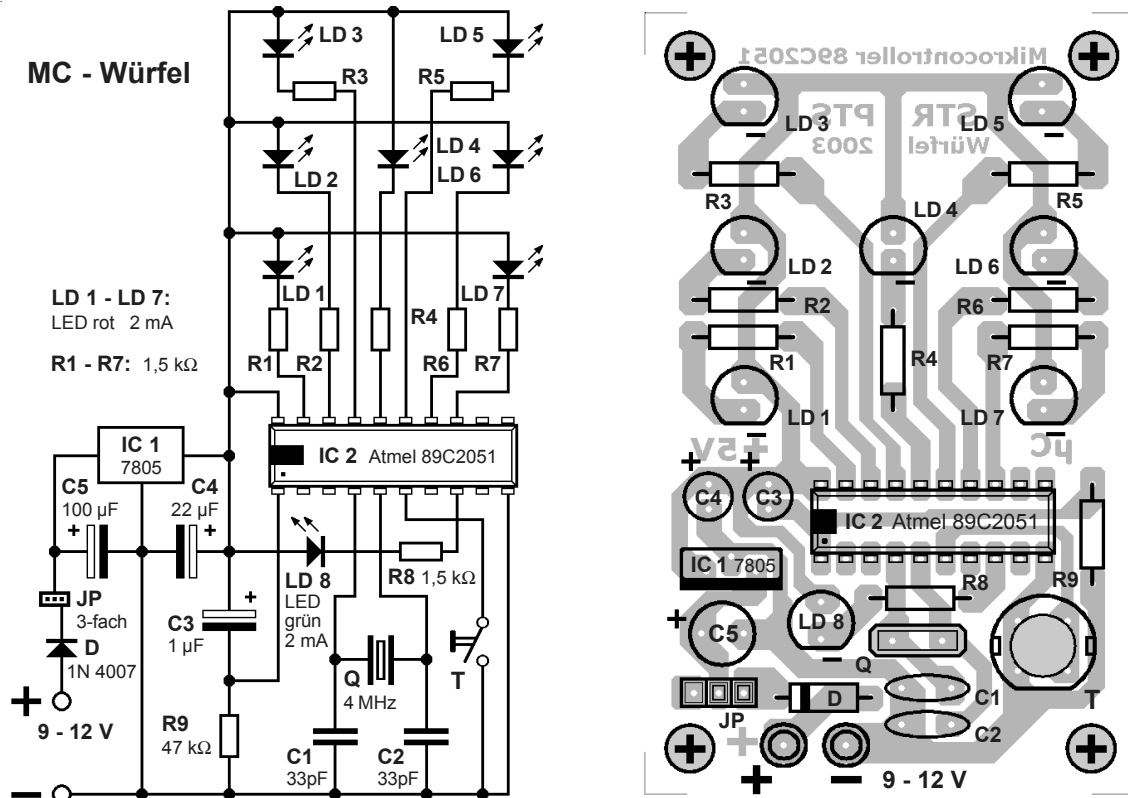 MC - Würfel
LD 3
LD 5
R3
R5
LD 4
LD 2
LD 6
LD 1
LD 7
LD 1 - LD 7:
LED rot 2 mA
R1 - R7: 1,5 kΩ
R4
R1
R2
R6
R7
IC 1
7805
IC 2 Atmel 89C2051
C5
100 µF
+
C4
22 µF
+
LD 8
LED
grün
2 mA
R8 1,5 kΩ
JP
3-fach
C3
1 µF
+
D
1N 4007
Q
4 MHz
T
+
9 - 12 V
R9
47 kΩ
C1
33pF
C2
33pF
−
Mikrocontroller 89C2051
STR PTS
Würfel 2003
LD 3
LD 5
R3
R5
LD 4
LD 2
LD 6
R2
R6
R1
R4
R7
LD 1
LD 7
+5V
µC
+
+
C4
C3
IC 2 Atmel 89C2051
IC 1 7805
R8
R9
+
C5
LD 8
Q
D
C1
T
JP
C2
+
+
−
9 - 12 V